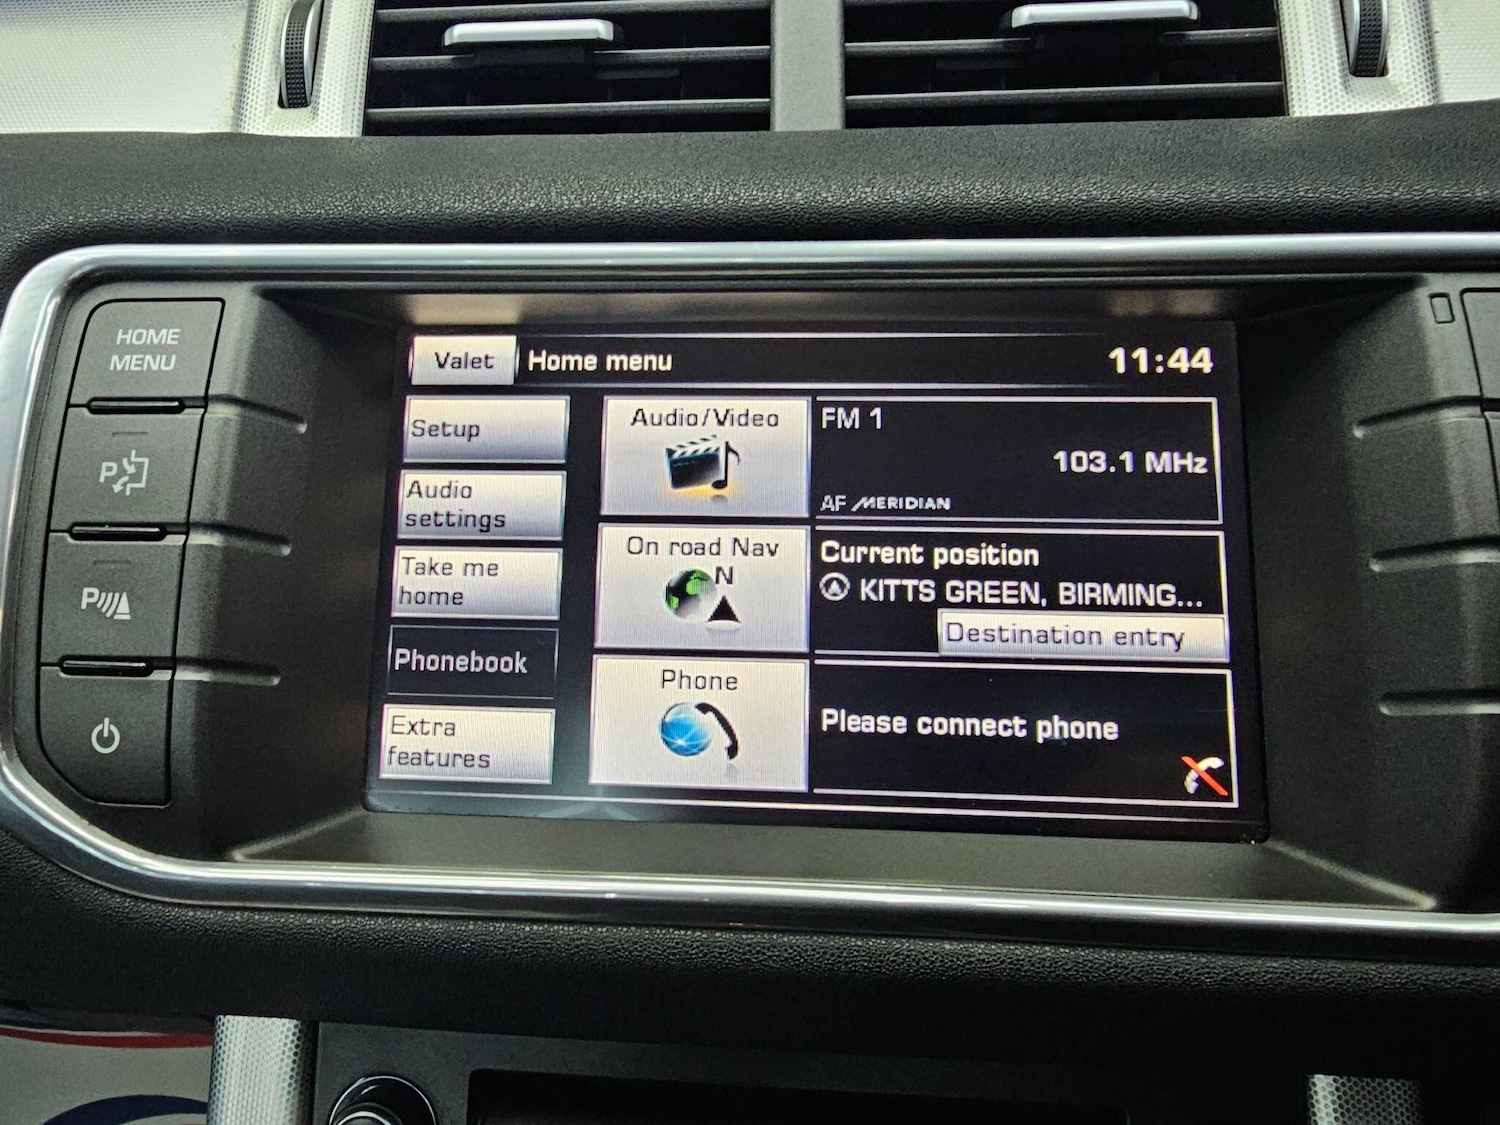 HOME
MENU
P
P
Valet
Home menu
11:44
Setup
Audio
settings
Take me
home
Phonebook
Extra
features
Audio/Video
FM 1
103.1 MHz
AF MERIDIAN
On road Nav
N
Current position
KITTS GREEN, BIRMING...
Destination entry
Phone
Please connect phone